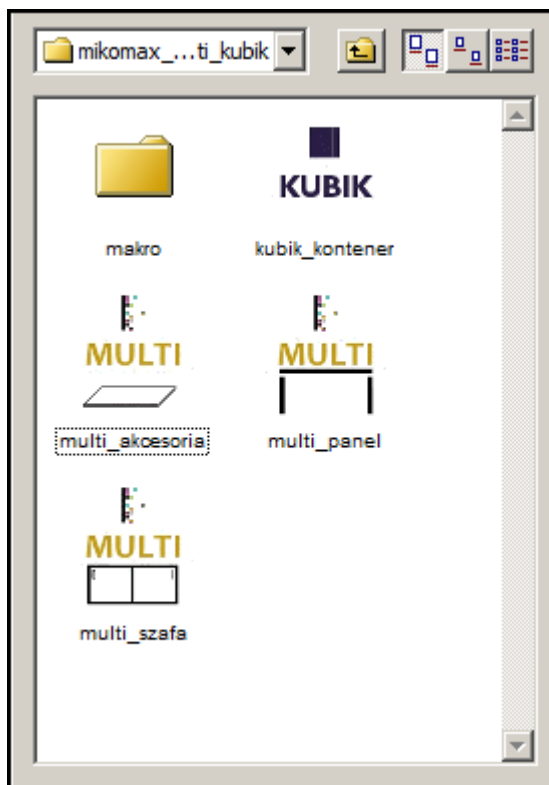 mikomax_...ti_kubik
KUBIK
makro
kubik_kontener
MULTI
MULTI
multi_akcesoria
multi_panel
MULTI
multi_szafa